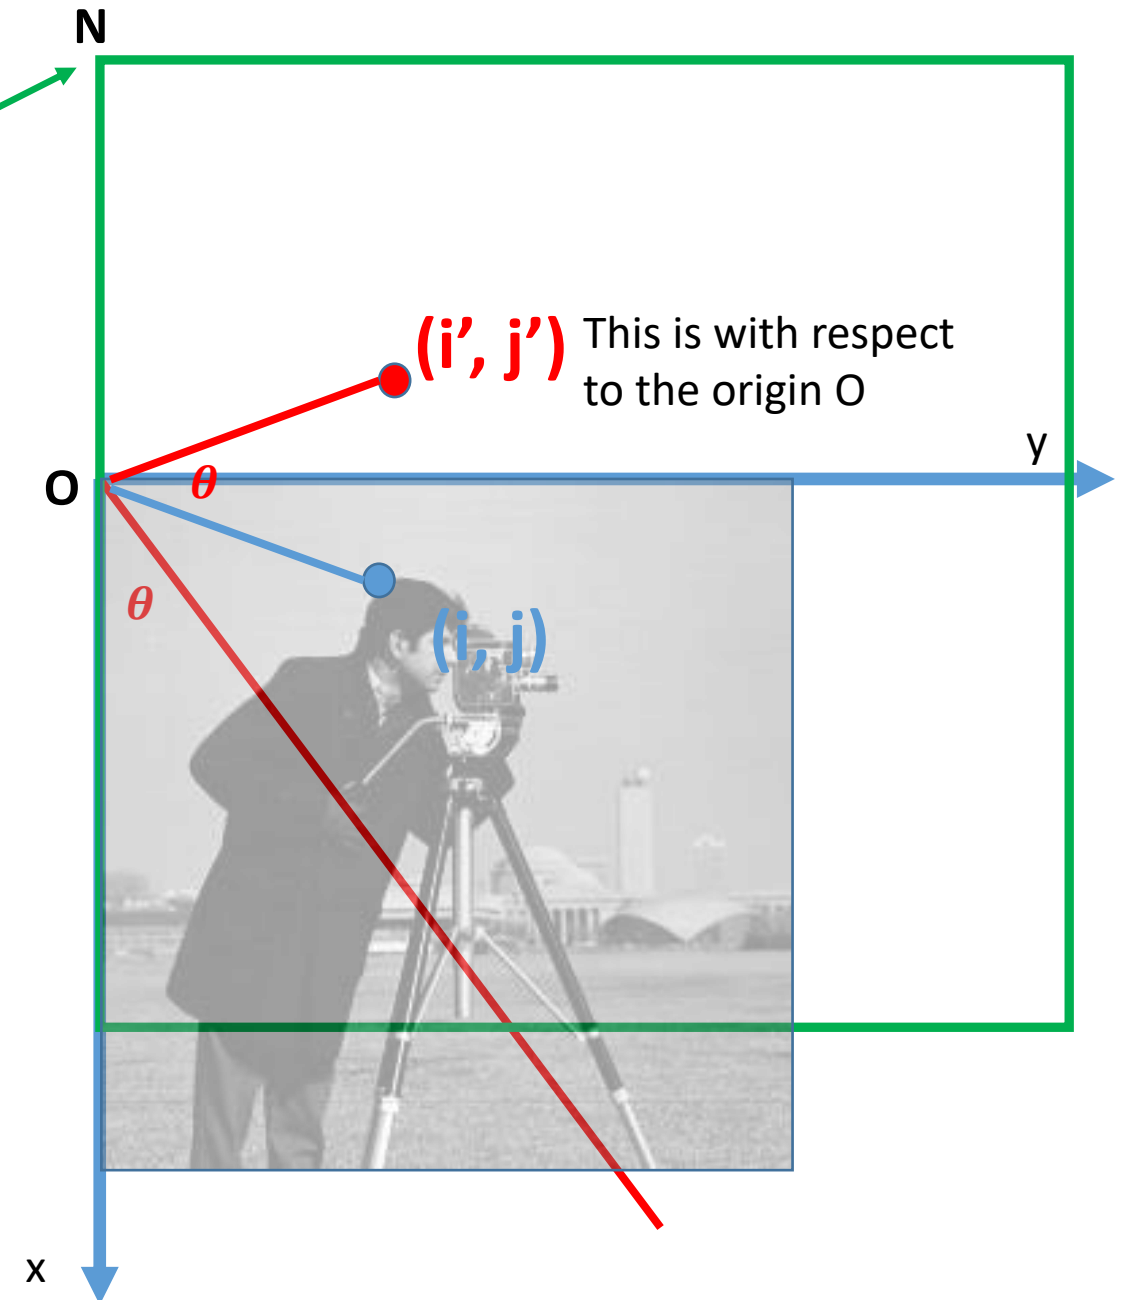 N
(i’, j’)
This is with respect
to the origin O
y
O
θ
θ
(i, j)
x